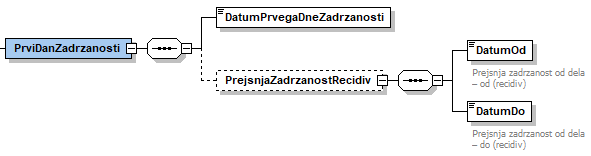 DatumPrvegaDneZadrzanosti
PrviDanZadrzanosti
DatumOd
PrejsnjaZadrzanostRecidiv
Prejsnja zadrzanost od dela
– od (recidiv)
DatumDo
Prejsnja zadrzanost od dela
– do (recidiv)